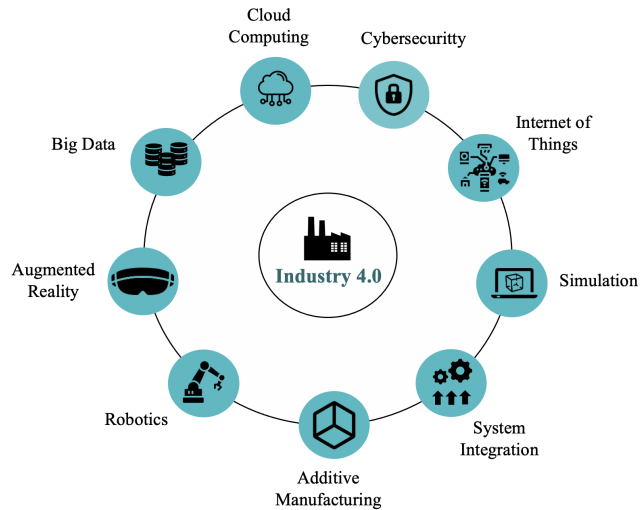 Cloud
Computing
Cybersecuritty
Internet of
Things
Big Data
Industry 4.0
Augmented
Reality
Simulation
Robotics
System
Integration
Additive
Manufacturing